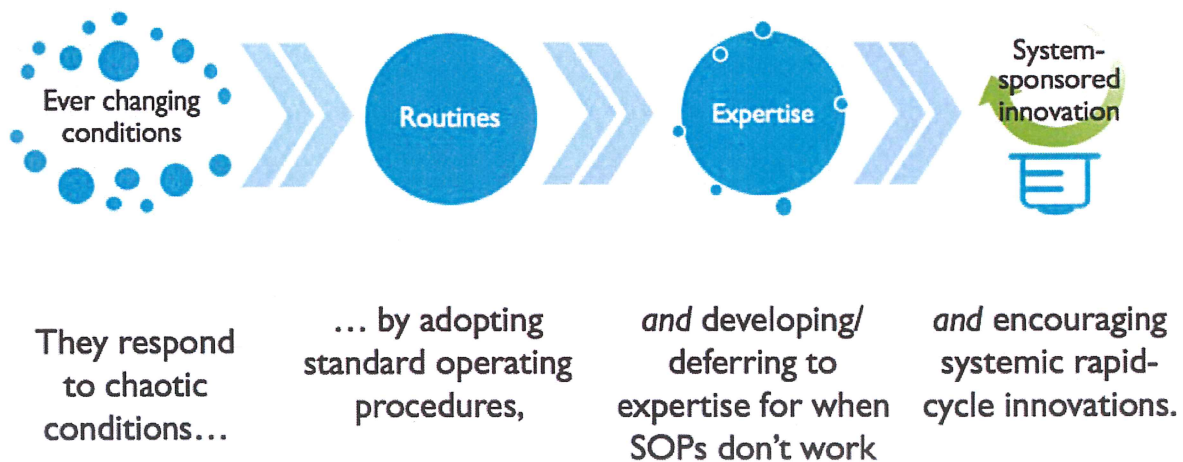 Ever changing
conditions
Routines
Expertise
System-
sponsored
innovation
They respond
to chaotic
conditions…
… by adopting
standard operating
procedures,
and developing/
deferring to
expertise for when
SOPs don't work
and encouraging
systemic rapid-
cycle innovations.